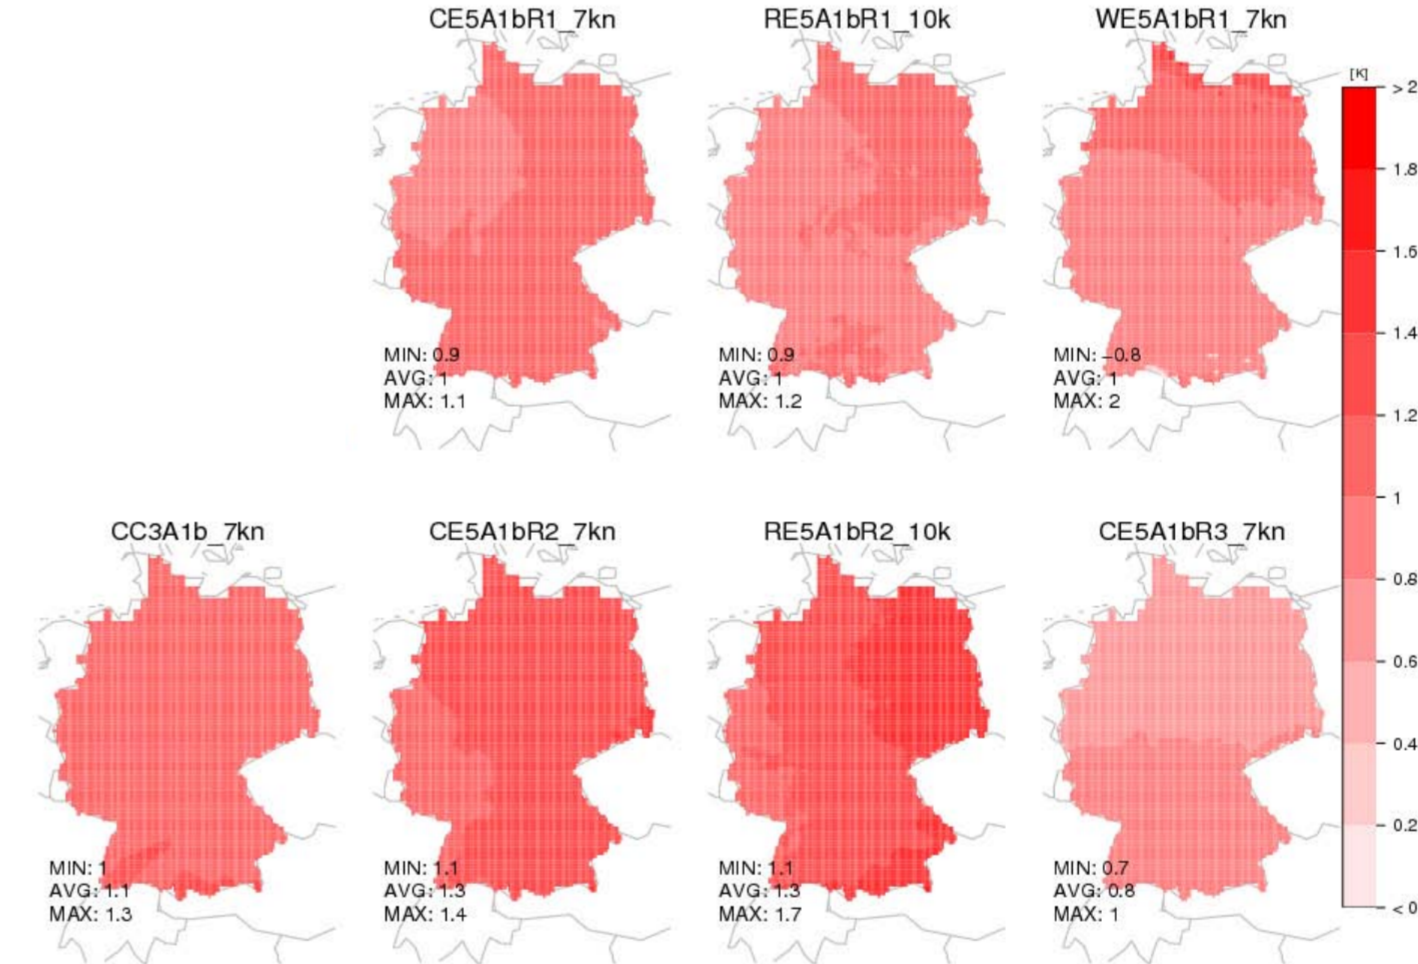 CE5A1bR1_7kn
RE5A1bR1_10k
WE5A1bR1_7kn
[K]
> 2
1.8
1.6
1.4
1.2
1
0.8
0.6
0.4
0.2
< 0
MIN: 0.9
AVG: 1
MAX: 1.1
MIN: 0.9
AVG: 1
MAX: 1.2
MIN: −0.8
AVG: 1
MAX: 2
CC3A1b_7kn
CE5A1bR2_7kn
RE5A1bR2_10k
CE5A1bR3_7kn
MIN: 1
AVG: 1.1
MAX: 1.3
MIN: 1.1
AVG: 1.3
MAX: 1.4
MIN: 1.1
AVG: 1.3
MAX: 1.7
MIN: 0.7
AVG: 0.8
MAX: 1